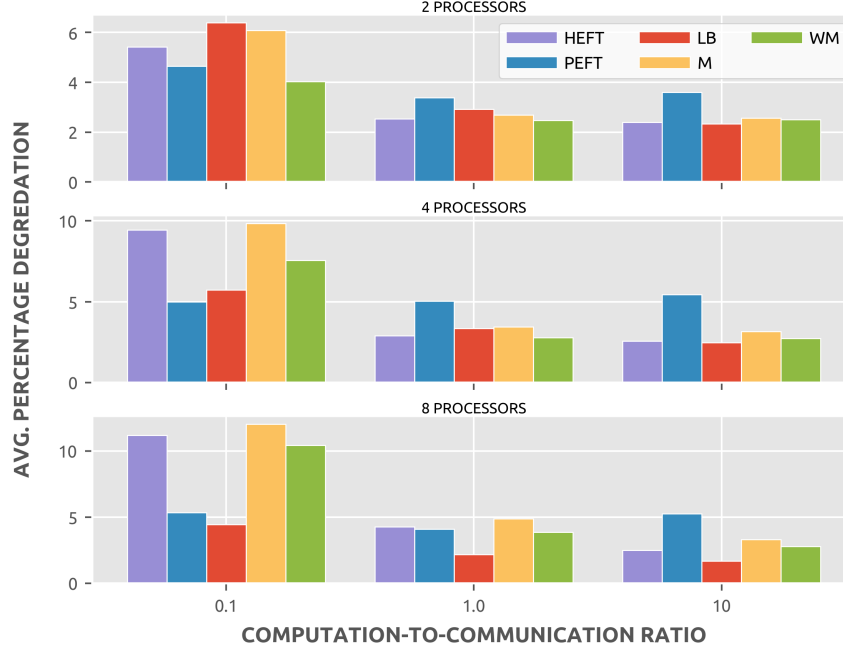 2 PROCESSORS
HEFT LB WM
PEFT M
6
4
2
0
4 PROCESSORS
10
5
0
8 PROCESSORS
10
5
0
0.1 1.0 10
AVG. PERCENTAGE DEGREDATION
COMPUTATION-TO-COMMUNICATION RATIO